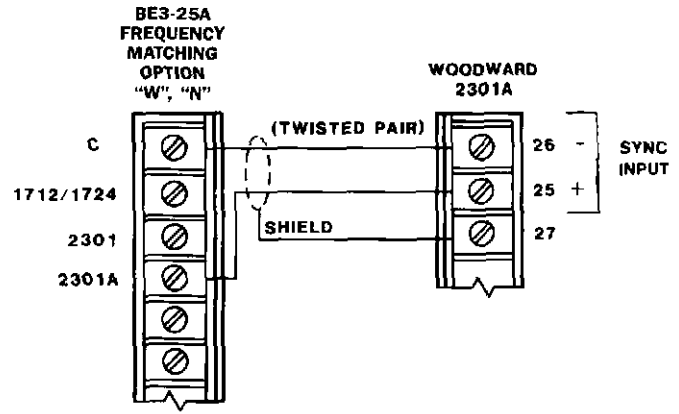 BE3-25A
FREQUENCY
MATCHING
OPTION
"W", "N"
WOODWARD
2301A
(TWISTED PAIR)
C
26 -
SYNC
INPUT
1712/1724
25 +
SHIELD
2301
27
2301A